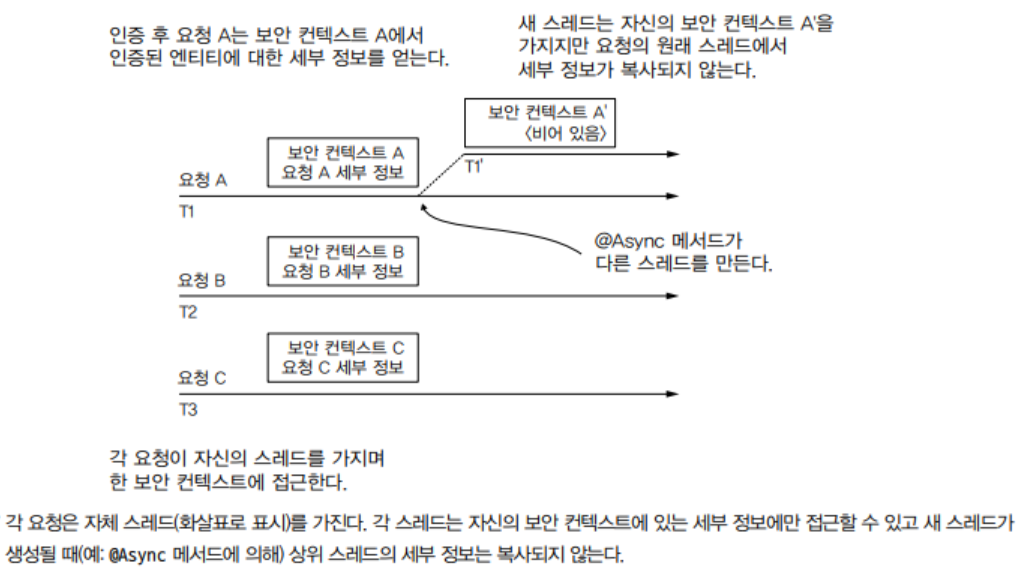 인증 후 요청 A는 보안 컨텍스트 A에서
인증된 엔티티에 대한 세부 정보를 얻는다.
새 스레드는 자신의 보안 컨텍스트 A'을
가지지만 요청의 원래 스레드에서
세부 정보가 복사되지 않는다.
보안 컨텍스트 A'
〈비어 있음〉
보안 컨텍스트 A
요청 A 세부 정보
T1'
요청 A
T1
@Async 메서드가
다른 스레드를 만든다.
보안 컨텍스트 B
요청 B 세부 정보
요청 B
T2
보안 컨텍스트 C
요청 C 세부 정보
요청 C
T3
각 요청이 자신의 스레드를 가지며
한 보안 컨텍스트에 접근한다.
각 요청은 자체 스레드(화살표로 표시)를 가진다. 각 스레드는 자신의 보안 컨텍스트에 있는 세부 정보에만 접근할 수 있고 새 스레드가
생성될 때(예: @Async 메서드에 의해) 상위 스레드의 세부 정보는 복사되지 않는다.